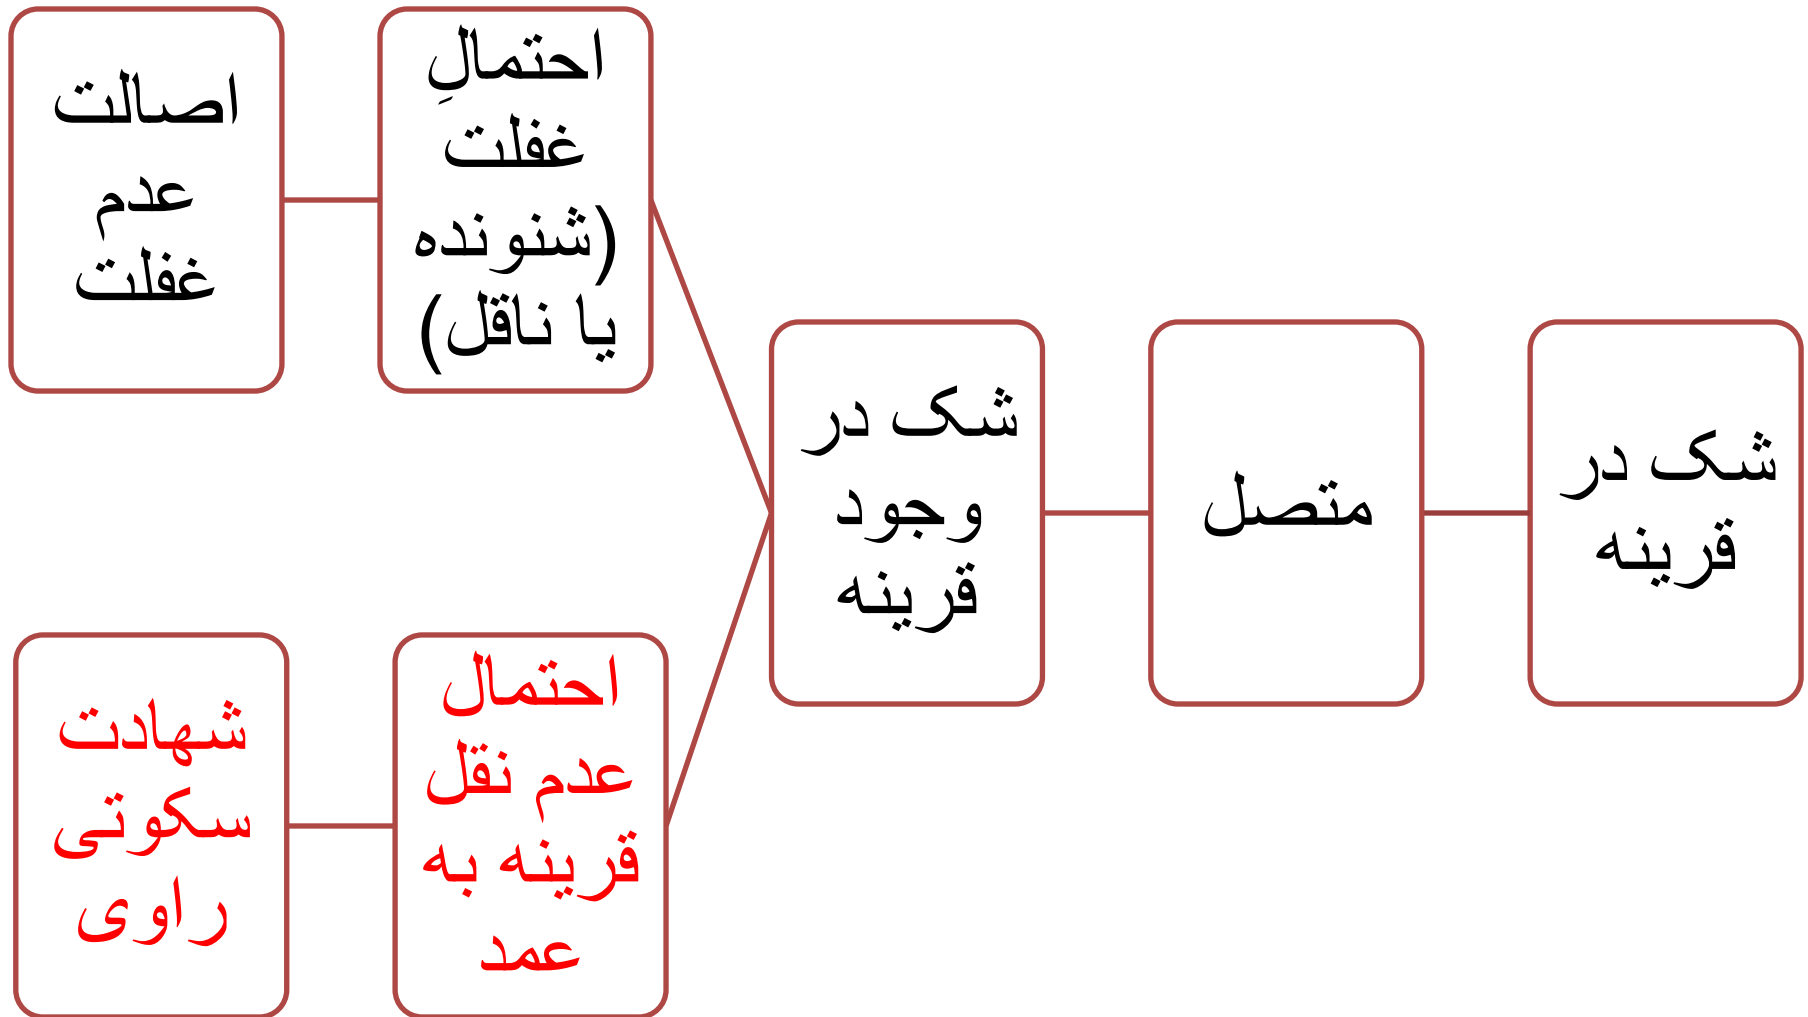 شک در
قرینه
متصل
شک در
وجود
قرینه
احتمالِ
غفلت
(شنونده
یا ناقل)
اصالت
عدم
غفلت
احتمال
عدم نقل
قرینه به
عمد
شهادت
سکوتی
راوی